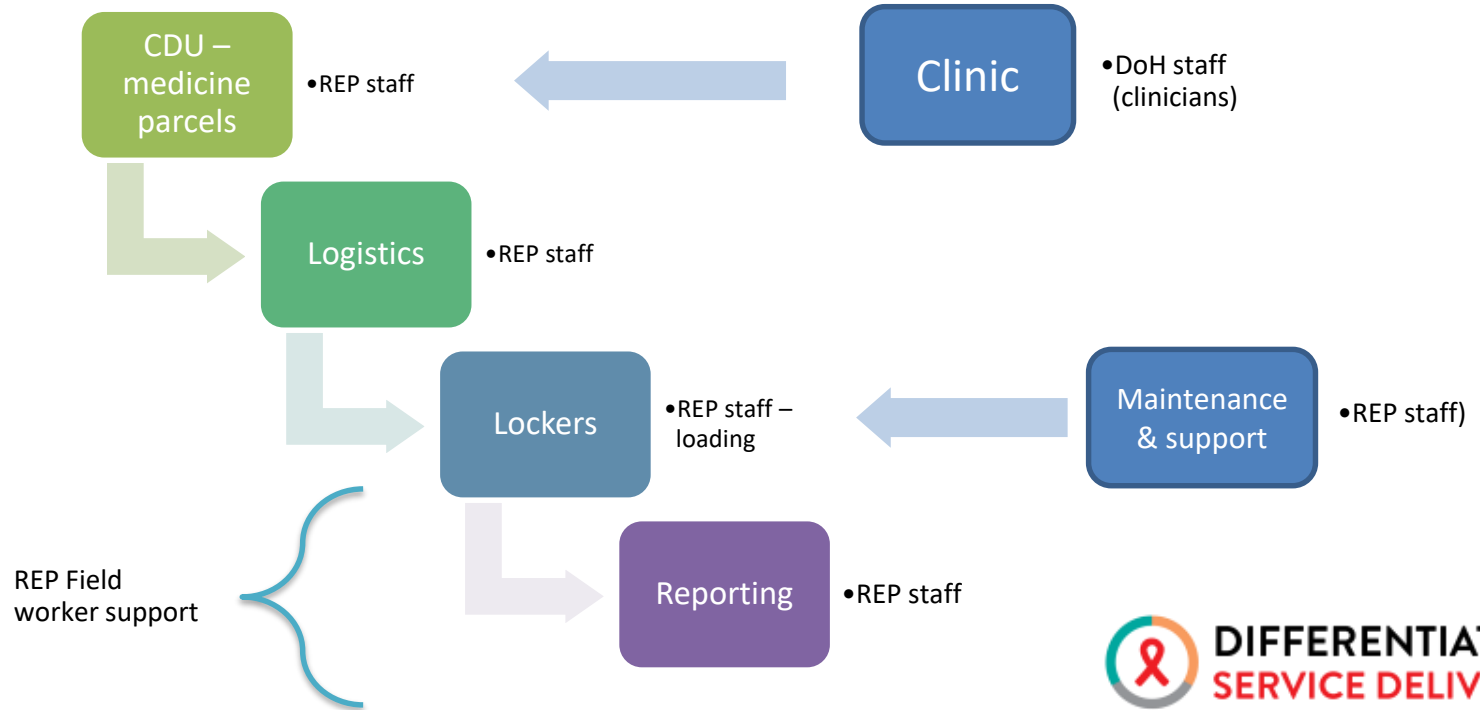 CDU –
medicine
parcels
•REP staff
Clinic
•DoH staff
(clinicians)
Logistics
•REP staff
Lockers
•REP staff –
loading
Maintenance
& support
•REP staff)
REP Field
worker support
Reporting
•REP staff
SERVICE